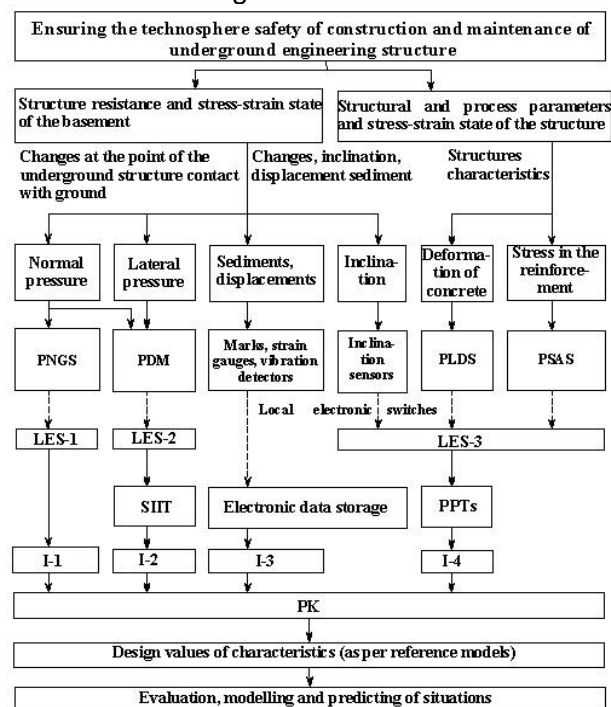 Ensuring the technosphere safety of construction and maintenance of
underground engineering structure
Structure resistance and stress-strain state
of the basement
Structural and process parameters
and stress-strain state of the structure
Changes at the point of the
underground structure contact
with ground
Changes, inclination,
displacement sediment
Structures
characteristics
Normal
pressure
Lateral
pressure
Sediments,
displacements
Inclina-
tion
Deforma-
tion of
concrete
Stress in the
reinforce-
ment
PNGS
PDM
Marks, strain
gauges, vibration
detectors
Inclina-
tion
sensors
PLDS
PSAS
Local electronic switches
LES-1
LES-2
LES-3
SIIT
Electronic data storage
PPTs
I-1
I-2
I-3
I-4
PK
Design values of characteristics (as per reference models)
Evaluation, modelling and predicting of situations